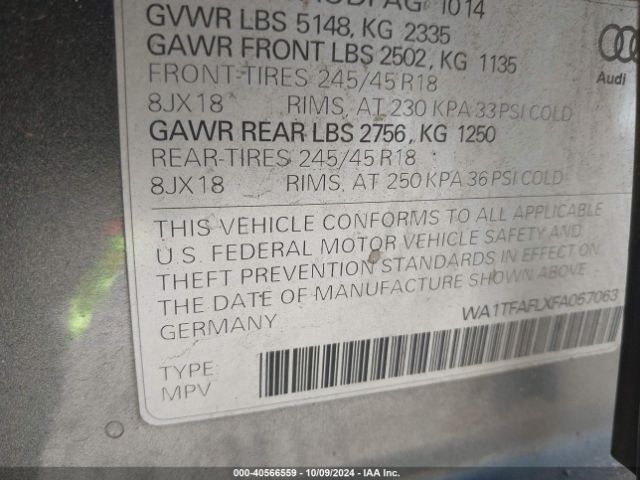 AUDI AG 10 14
GVWR LBS 5148, KG 2335
GAWR FRONT LBS 2502, KG 1135
FRONT-TIRES 245/45 R18
8JX18 RIMS, AT 230 KPA 33 PSI COLD
GAWR REAR LBS 2756, KG 1250
REAR-TIRES 245/45 R18
8JX18 RIMS, AT 250 KPA 36 PSI COLD
Audi
THIS VEHICLE CONFORMS TO ALL APPLICABLE
U.S. FEDERAL MOTOR VEHICLE SAFETY AND
THEFT PREVENTION STANDARDS IN EFFECT ON
THE DATE OF MANUFACTURE SHOWN ABOVE.
GERMANY
WA1TFAFLXFA057063
TYPE
MPV
000-40566559 - 10/09/2024 - IAA Inc.